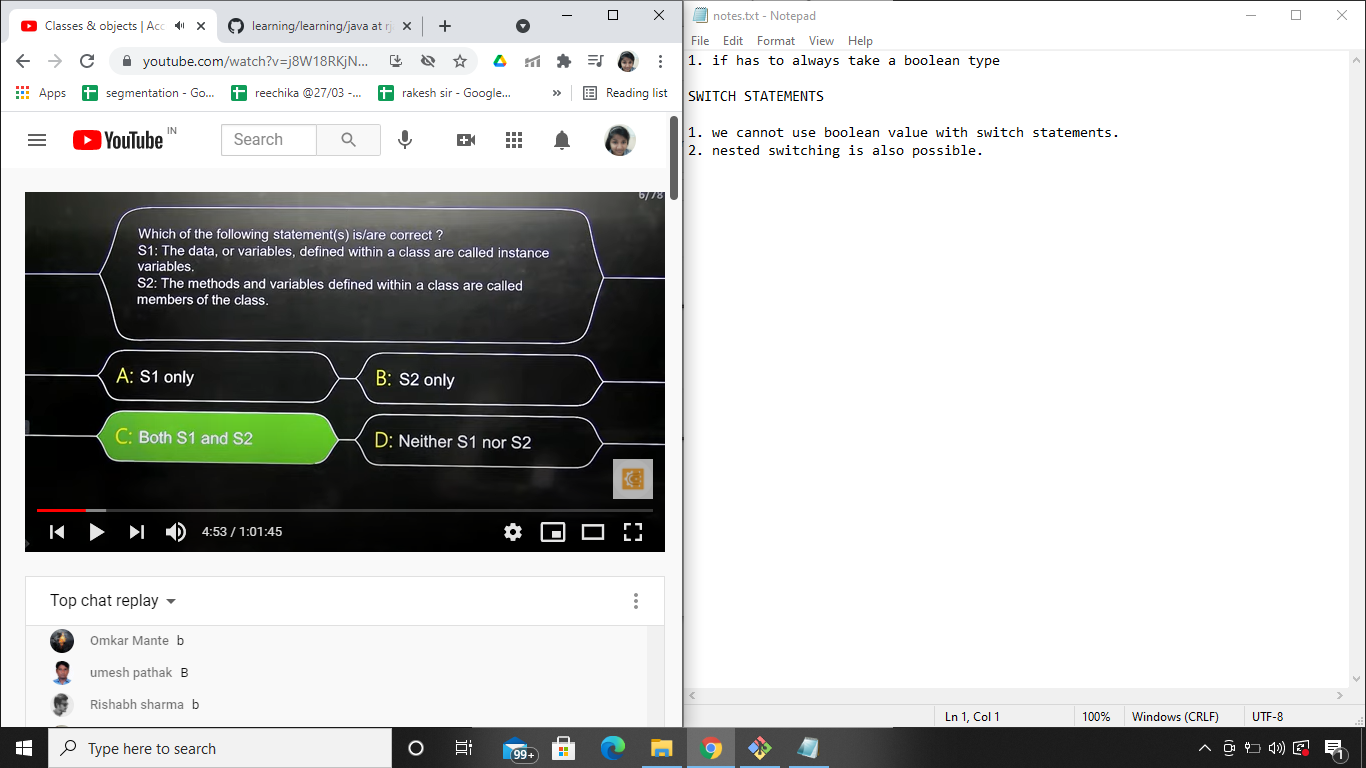 Classes & objects | Acc
learning/learning/java at rj
youtube.com/watch?v=j8W18RKjN...
Apps
segmentation - Go...
reechika @27/03 -...
rakesh sir - Google...
»
Reading list
YouTube IN
Search
6/78
Which of the following statement(s) is/are correct ?
S1: The data, or variables, defined within a class are called instance
variables.
S2: The methods and variables defined within a class are called
members of the class.
A: S1 only
B: S2 only
C: Both S1 and S2
D: Neither S1 nor S2
4:53 / 1:01:45
Top chat replay
Omkar Mante b
umesh pathak B
Rishabh sharma b
notes.txt - Notepad
File Edit Format View Help
1. if has to always take a boolean type
SWITCH STATEMENTS
1. we cannot use boolean value with switch statements.
2. nested switching is also possible.
Ln 1, Col 1
100%
Windows (CRLF)
UTF-8
Type here to search
99+
1